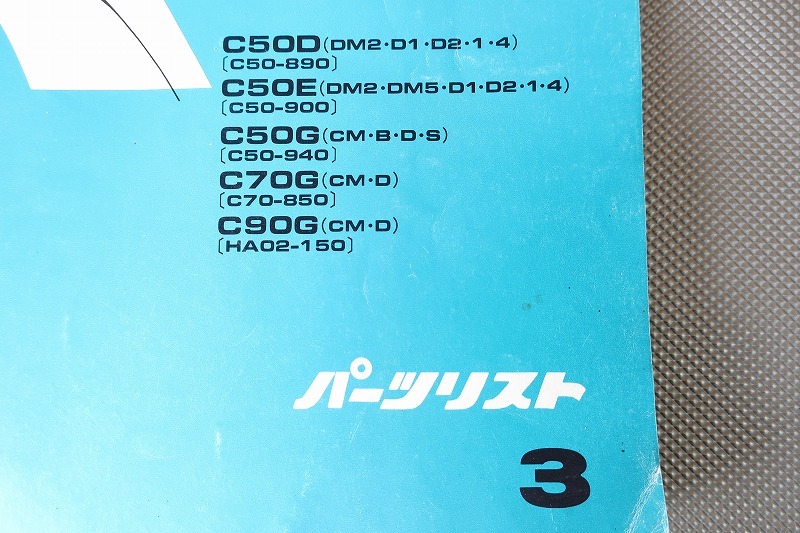 C50D(DM2・D1・D2・1・4)
[C50-890]
C50E(DM2・DM5・D1・D2・1・4)
[C50-900]
C50G(CM・B・D・S)
[C50-940]
C70G(CM・D)
[C70-850]
C90G(CM・D)
[HA02-150]
パーツリスト
3